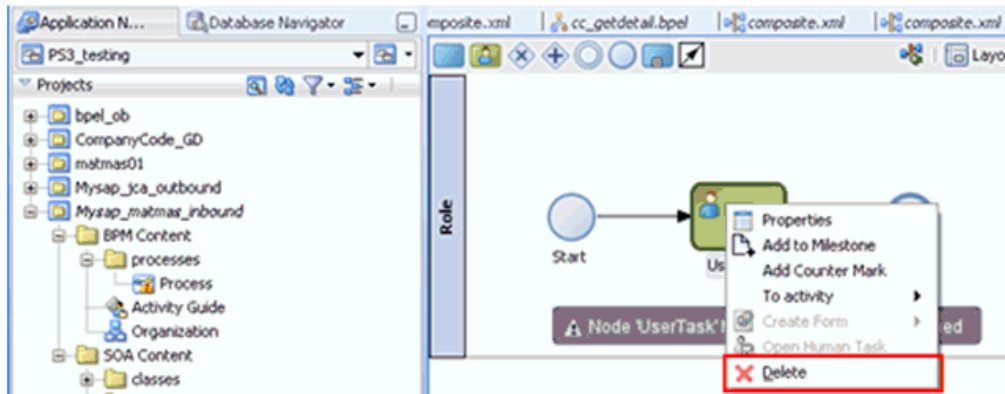 Application N...
Database Navigator
mposite.xml
cc_getdetail.bpel
composite.xml
composite.xml
PS3_testing
Layo
Projects
bpel_ob
CompanyCode_GD
matmas01
Mysap_jca_outbound
Mysap_matmas_inbound
BPM Content
processes
Process
Activity Guide
Organization
SOA Content
classes
Role
Start
Us
Node 'UserTask'
ed
Properties
Add to Milestone
Add Counter Mark
To activity
Create Form
Open Human Task
Delete